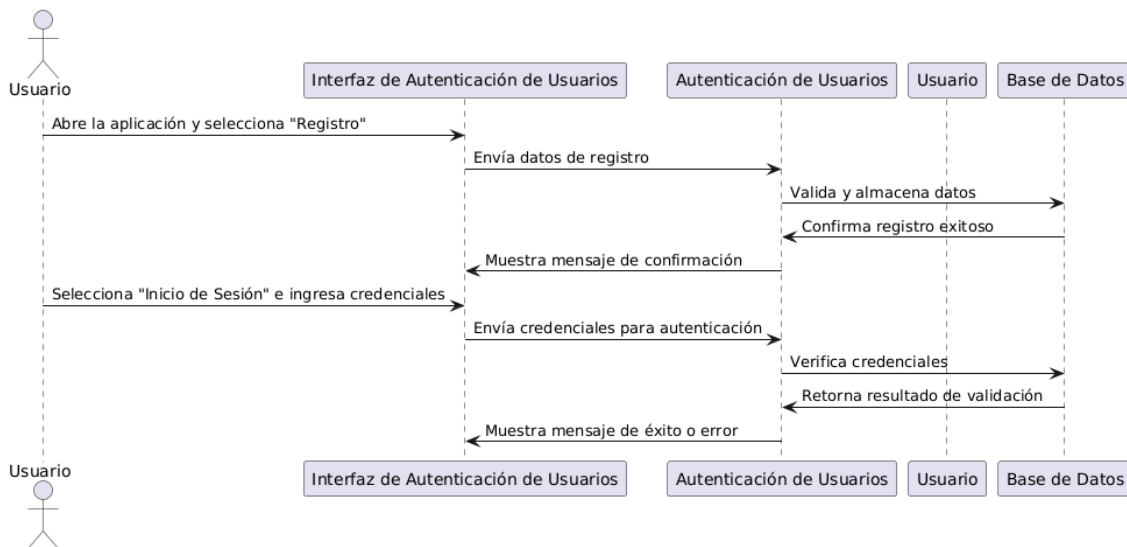 Usuario
Interfaz de Autenticación de Usuarios
Autenticación de Usuarios
Usuario
Base de Datos
Abre la aplicación y selecciona "Registro"
Envía datos de registro
Valida y almacena datos
Confirma registro exitoso
Muestra mensaje de confirmación
Selecciona "Inicio de Sesión" e ingresa credenciales
Envía credenciales para autenticación
Verifica credenciales
Retorna resultado de validación
Muestra mensaje de éxito o error
Usuario
Interfaz de Autenticación de Usuarios
Autenticación de Usuarios
Usuario
Base de Datos